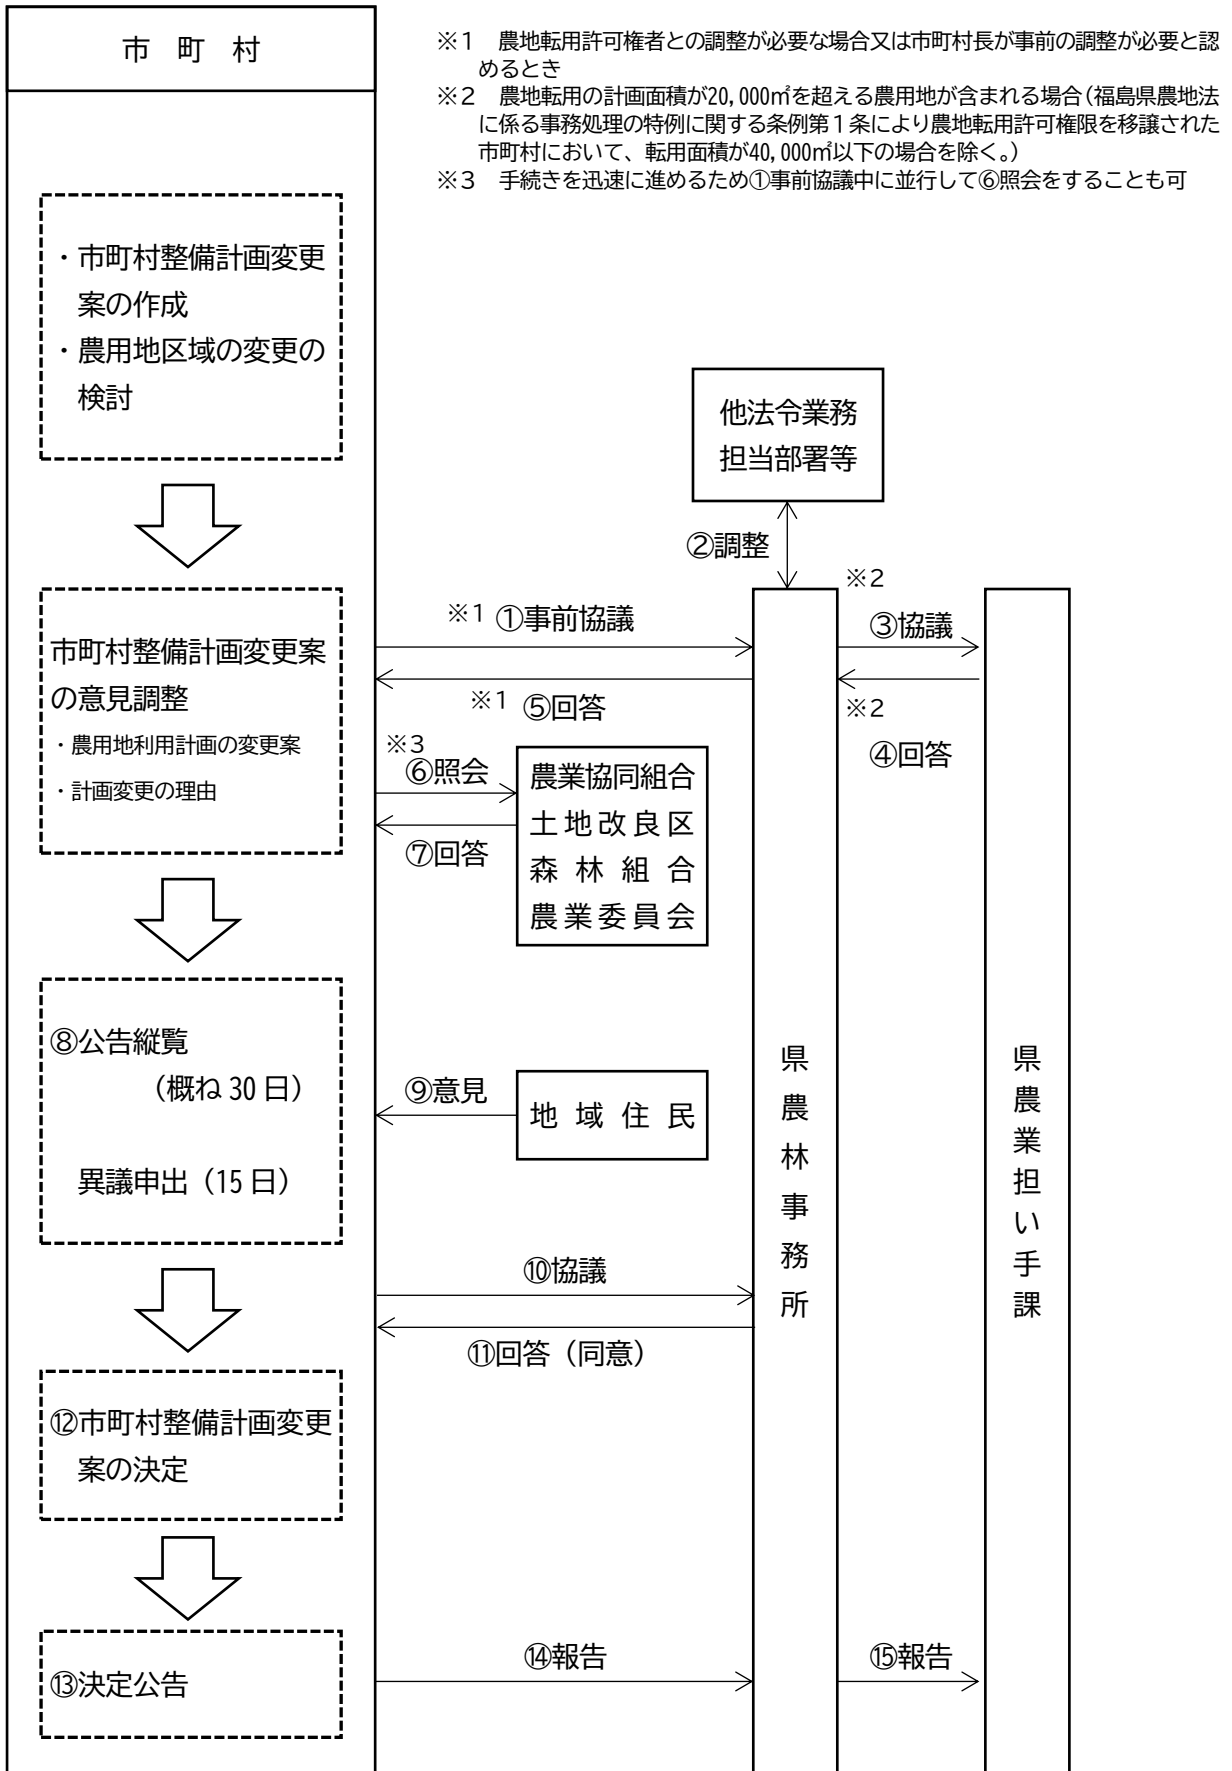 市 町 村
※1 農地転用許可権者との調整が必要な場合又は市町村長が事前の調整が必要と認
めるとき
※2 農地転用の計画面積が20,000㎡を超える農用地が含まれる場合(福島県農地法
に係る事務処理の特例に関する条例第1条により農地転用許可権限を移譲された
市町村において、転用面積が40,000㎡以下の場合を除く。)
※3 手続きを迅速に進めるため①事前協議中に並行して⑥照会をすることも可
・市町村整備計画変更
案の作成
・農用地区域の変更の
検討
他法令業務
担当部署等
②調整
市町村整備計画変更案
の意見調整
・農用地利用計画の変更案
・計画変更の理由
※1 ①事前協議
※2
③協議
※1 ⑤回答
※2
④回答
※3
⑥照会
⑦回答
農業協同組合
土地改良区
森林組合
農業委員会
⑧公告縦覧
(概ね30日)
異議申出(15日)
⑨意見
地域住民
県農林事務所
県農業担い手課
⑩協議
⑪回答(同意)
⑫市町村整備計画変更
案の決定
⑬決定公告
⑭報告
⑮報告